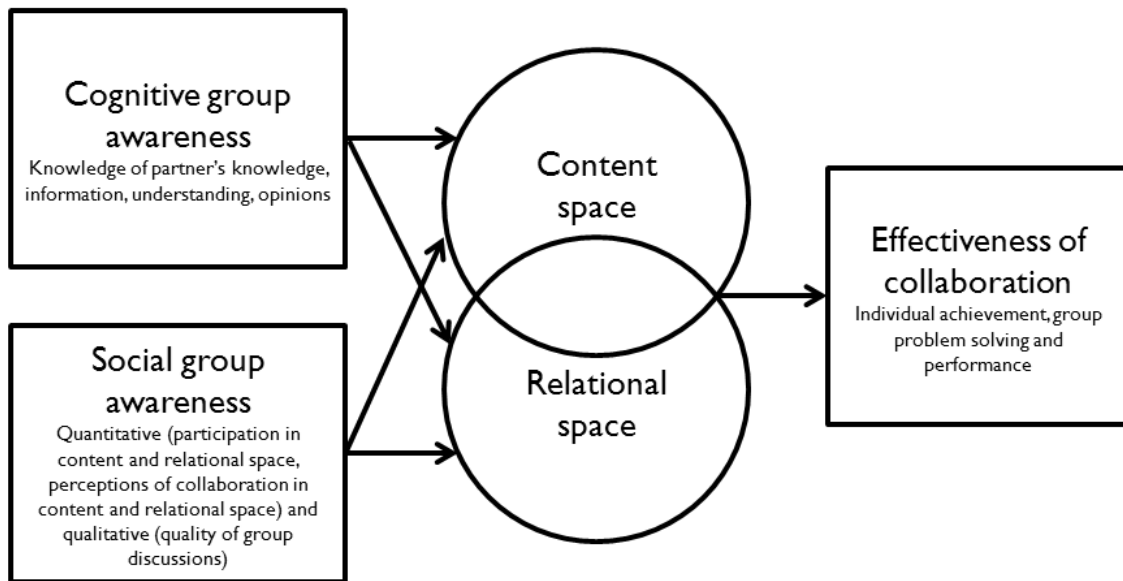 Cognitive group
awareness
Knowledge of partner's knowledge,
information, understanding, opinions
Social group
awareness
Quantitative (participation in
content and relational space,
perceptions of collaboration in
content and relational space) and
qualitative (quality of group
discussions)
Content
space
Relational
space
Effectiveness of
collaboration
Individual achievement, group
problem solving and
performance